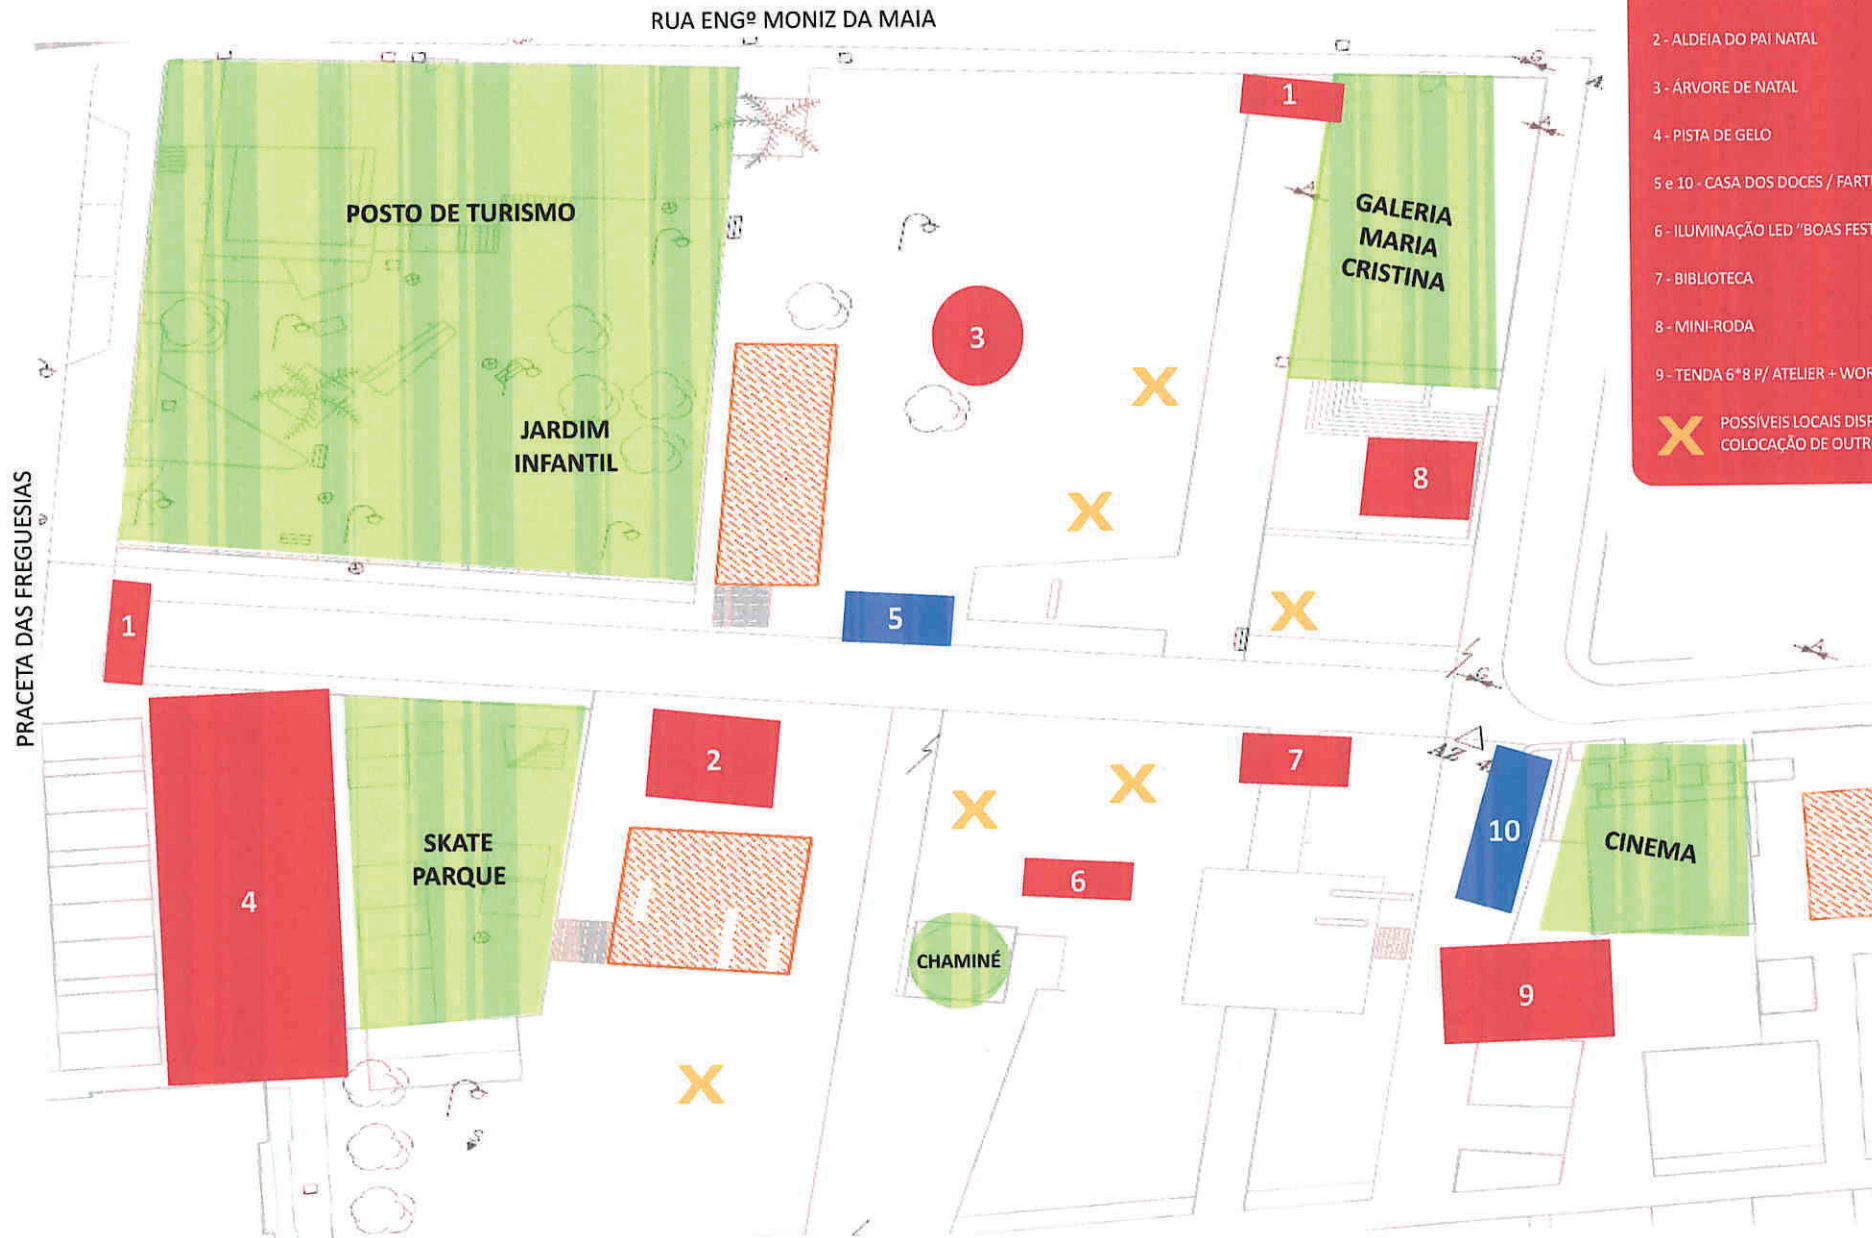 RUA ENGº MONIZ DA MAIA
2 - ALDEIA DO PAI NATAL
3 - ÁRVORE DE NATAL
4 - PISTA DE GELO
5 e 10 - CASA DOS DOCES /
6 - ILUMINAÇÃO LED "BOAS
7 - BIBLIOTECA
8 - MINI-RODA
9 - TENDA 6*8 P/ ATELIER +
X POSSÍVEIS LOCAIS
COLOCAÇÃO DE
1
POSTO DE TURISMO
GALERIA
MARIA
CRISTINA
3
X
JARDIM
INFANTIL
8
X
PRACETA DAS FREGUESIAS
1
5
X
2
7
X
X
SKATE
PARQUE
10
CINEMA
4
6
CHAMINÉ
9
X